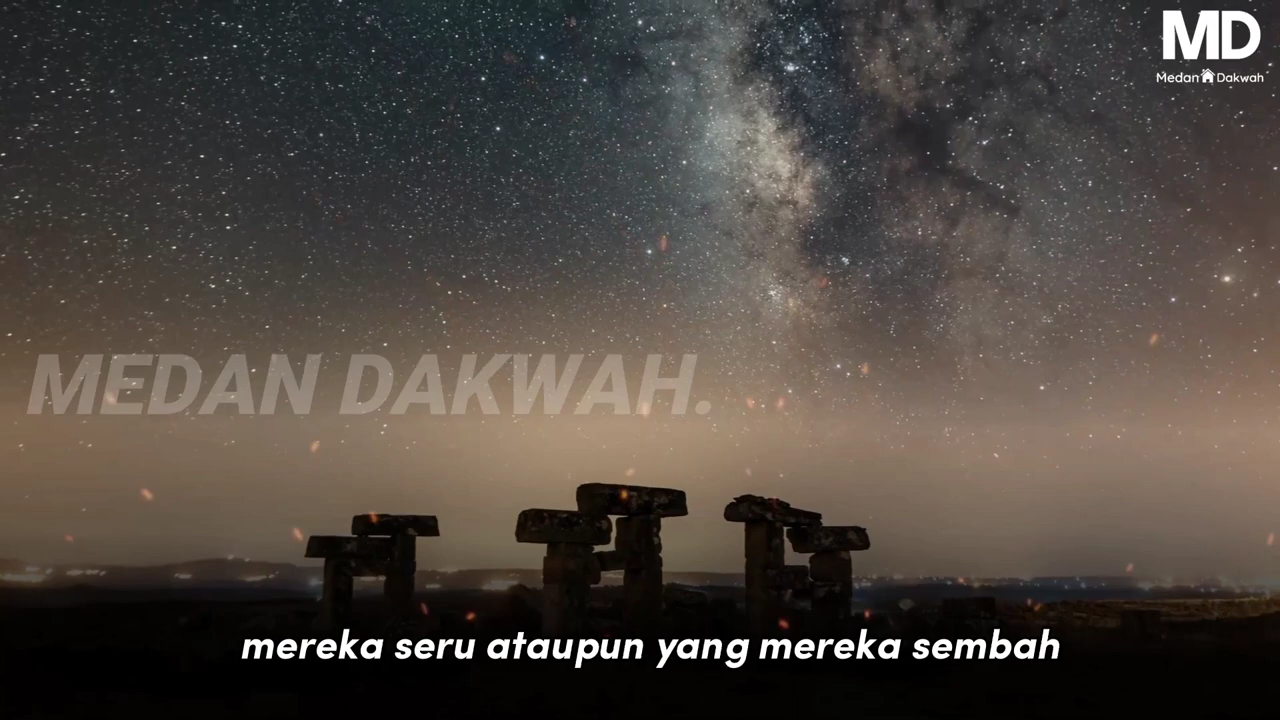 MD
Medan Dakwah
MEDAN DAKWAH.
mereka seru ataupun yang mereka sembah